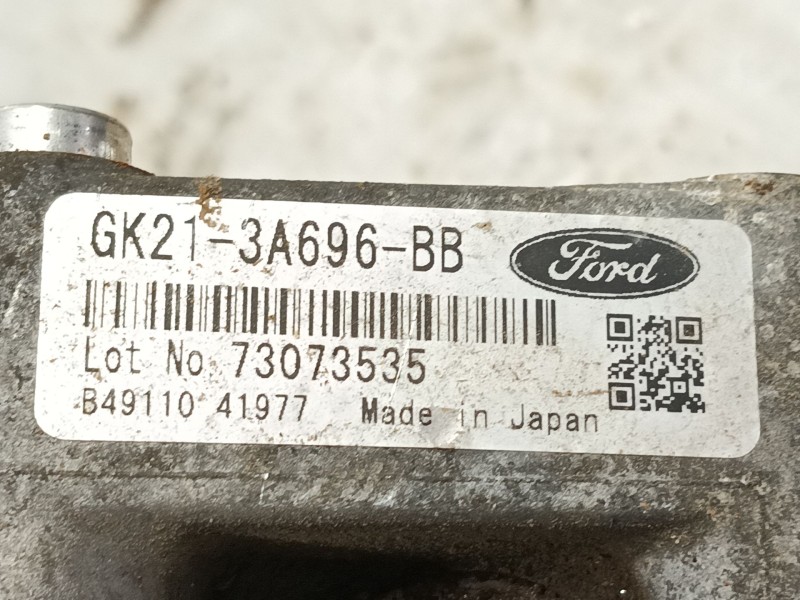 GK21-3A696-BB
Ford
Lot No. 73073535
B49110 41977 Made in Japan